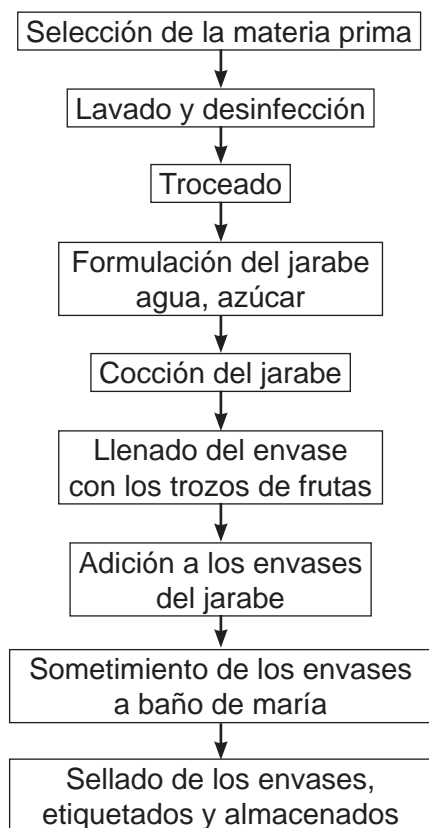 Selección de la materia prima
Lavado y desinfección
Troceado
Formulación del jarabe
agua, azúcar
Cocción del jarabe
Llenado del envase
con los trozos de frutas
Adición a los envases
del jarabe
Sometimiento de los envases
a baño de maría
Sellado de los envases,
etiquetados y almacenados